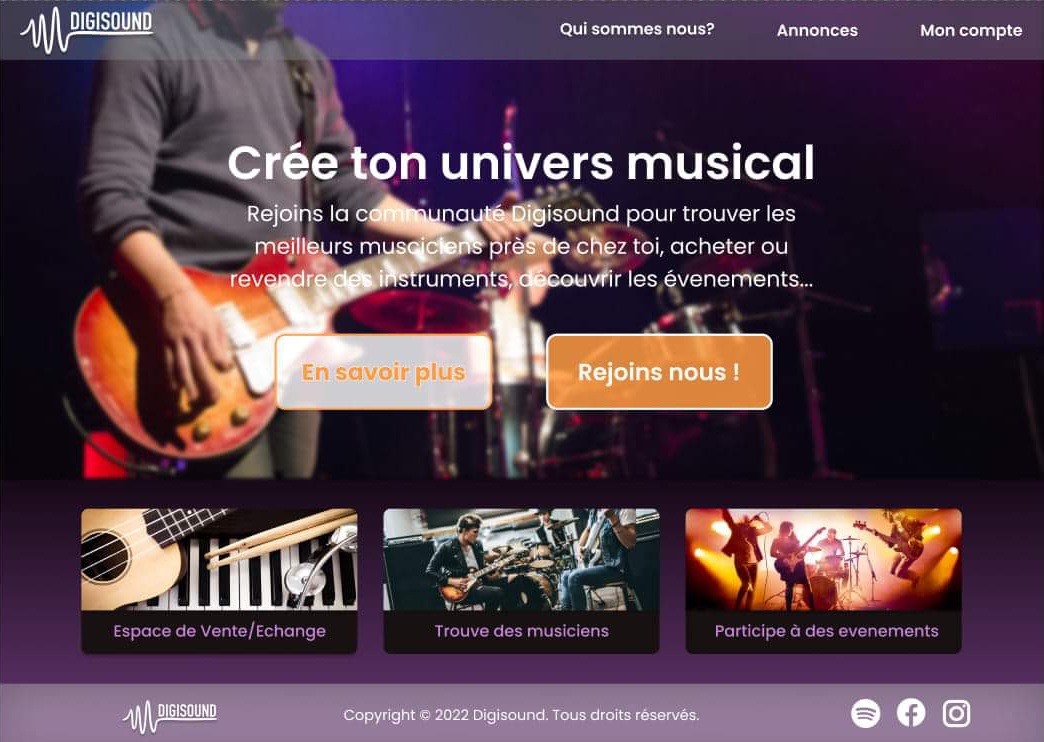 DIGISOUND
Qui sommes nous?
Annonces
Mon compte
Crée ton univers musical
Rejoins la communauté Digisound pour trouver les
meilleurs musciciens près de chez toi, acheter ou
revendre des instruments, découvrir les évenements...
En savoir plus
Rejoins nous !
Espace de Vente/Echange
Trouve des musiciens
Participe à des evenements
DIGISOUND
Copyright © 2022 Digisound. Tous droits réservés.